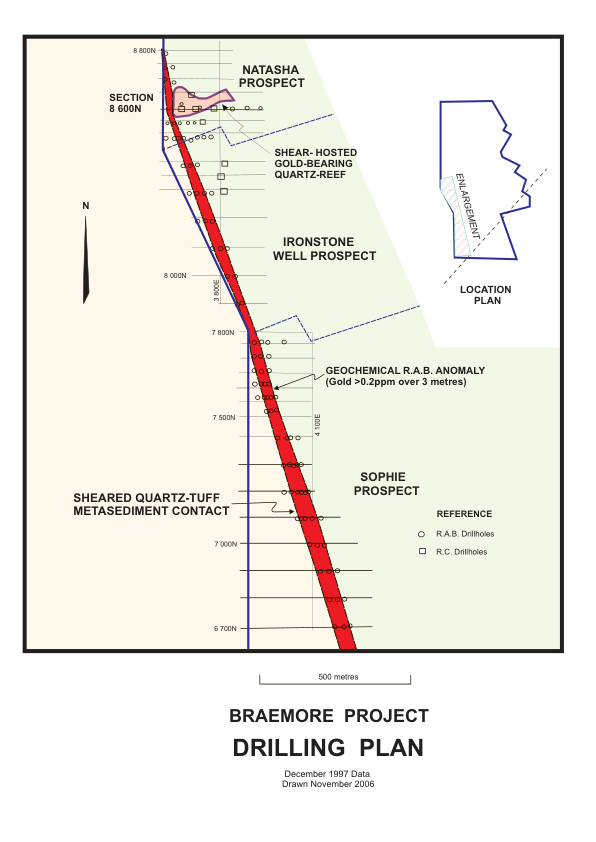 8 800N
NATASHA
PROSPECT
SECTION
8 600N
SHEAR- HOSTED
GOLD-BEARING
QUARTZ-REEF
ENLARGEMENT
N
IRONSTONE
WELL PROSPECT
8 000N
3 800E
LOCATION
PLAN
7 800N
GEOCHEMICAL R.A.B. ANOMALY
(Gold >0.2ppm over 3 metres)
7 500N
4 100E
SOPHIE
PROSPECT
SHEARED QUARTZ-TUFF
METASEDIMENT CONTACT
REFERENCE
R.A.B. Drillholes
R.C. Drillholes
7 000N
6 700N
500 metres
BRAEMORE PROJECT
DRILLING PLAN
December 1997 Data
Drawn November 2006